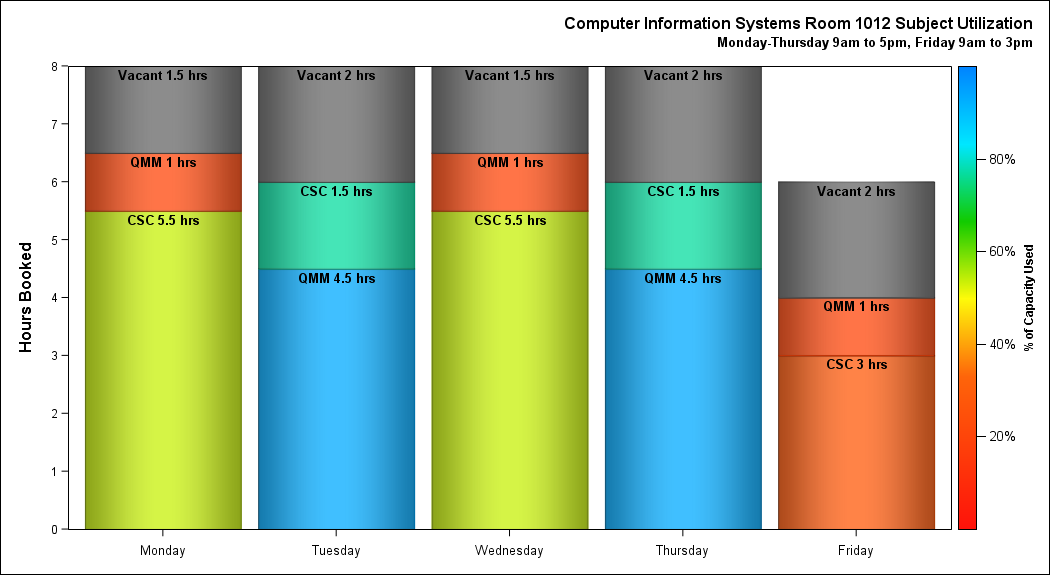 Computer Information Systems Room 1012 Subject Utilization
Monday-Thursday 9am to 5pm, Friday 9am to 3pm
Hours Booked
8
7
6
5
4
3
2
1
0
Vacant 1.5 hrs
QMM 1 hrs
CSC 5.5 hrs
Vacant 2 hrs
CSC 1.5 hrs
QMM 4.5 hrs
Vacant 1.5 hrs
QMM 1 hrs
CSC 5.5 hrs
Vacant 2 hrs
CSC 1.5 hrs
QMM 4.5 hrs
Vacant 2 hrs
QMM 1 hrs
CSC 3 hrs
Monday
Tuesday
Wednesday
Thursday
Friday
80%
60%
40%
20%
% of Capacity Used